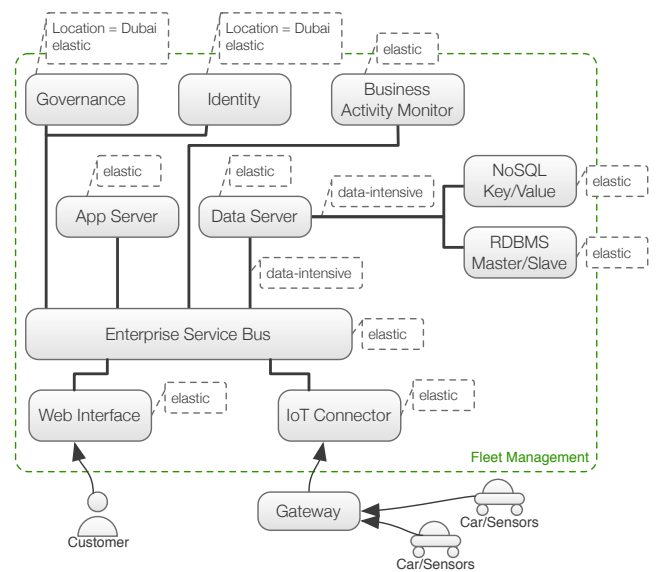 Location = Dubai
elastic
Location = Dubai
elastic
elastic
Governance
Identity
Business
Activity Monitor
elastic
elastic
data-intensive
NoSQL
Key/Value
elastic
App Server
Data Server
RDBMS
Master/Slave
elastic
data-intensive
Enterprise Service Bus
elastic
Web Interface
elastic
IoT Connector
elastic
Fleet Management
Customer
Gateway
Car/Sensors
Car/Sensors